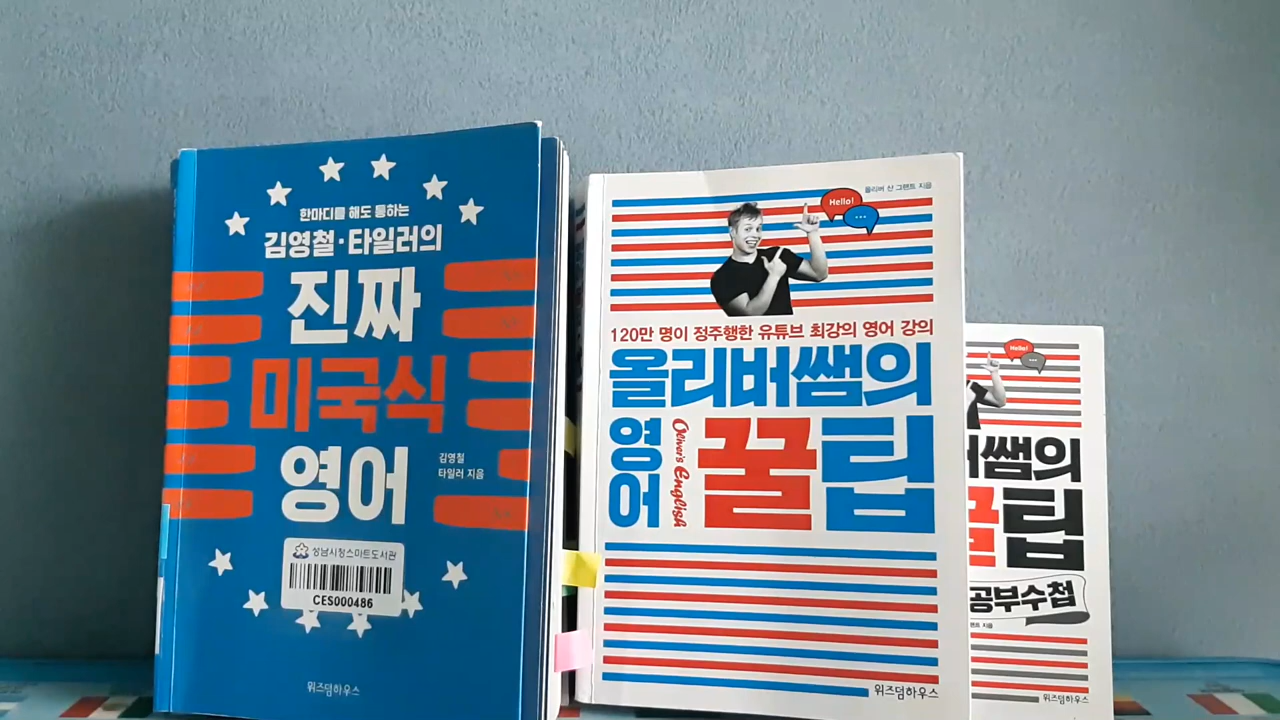 한마디를 해도 통하는
김영철·타일러의
진짜
미국식
영어
김영철
타일러 지음
성남시청스마트도서관
CES000486
위즈덤하우스
올리버 샨 그랜트 지음
Hello!
...
120만 명이 정주행한 유튜브 최강의 영어 강의
올리버쌤의
영어
Oliver's English
꿀팁
위즈덤하우스
Hello!
...
쌤의
꿀팁
공부수첩
지음
위즈덤하우스